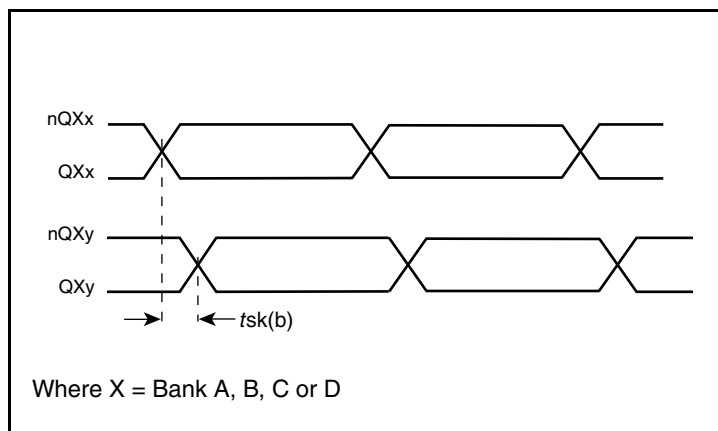 nQXx
QXx
nQXy
QXy
tsk(b)
Where X = Bank A, B, C or D